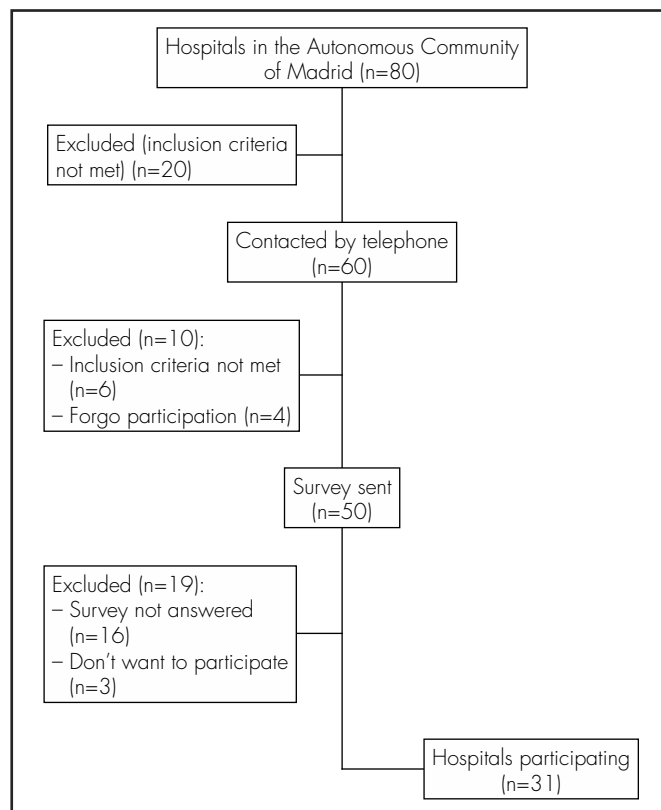 Hospitals in the Autonomous Community
of Madrid (n=80)
Excluded (inclusion criteria
not met) (n=20)
Contacted by telephone
(n=60)
Excluded (n=10):
– Inclusion criteria not met
(n=6)
– Forgo participation (n=4)
Survey sent
(n=50)
Excluded (n=19):
– Survey not answered
(n=16)
– Don't want to participate
(n=3)
Hospitals participating
(n=31)